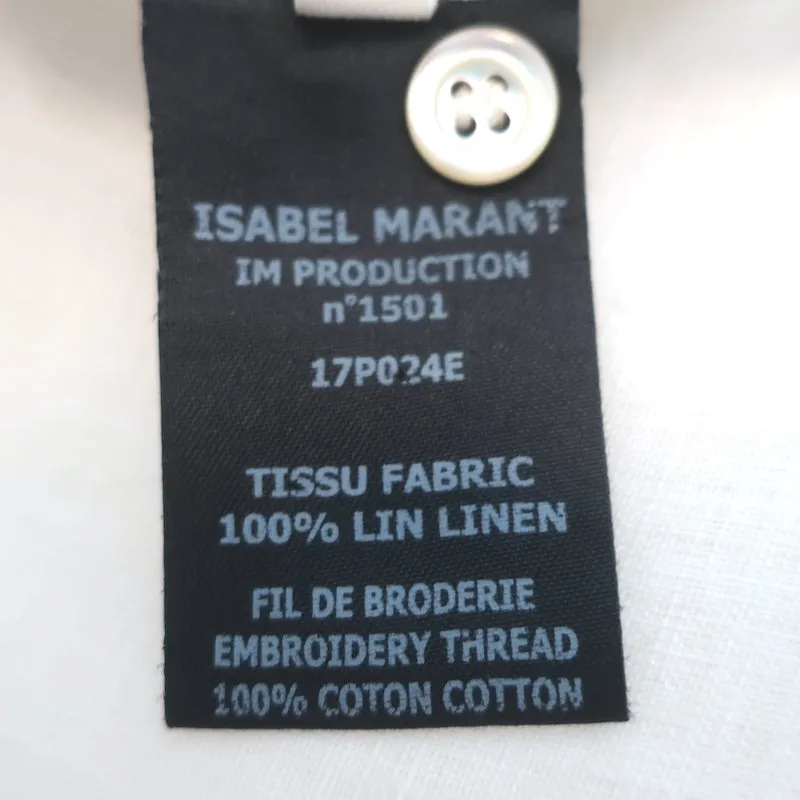 ISABEL MARANT
IM PRODUCTION
n°1501
17P024E
TISSU FABRIC
100% LIN LINEN
FIL DE BRODERIE
EMBROIDERY THREAD
100% COTON COTTON